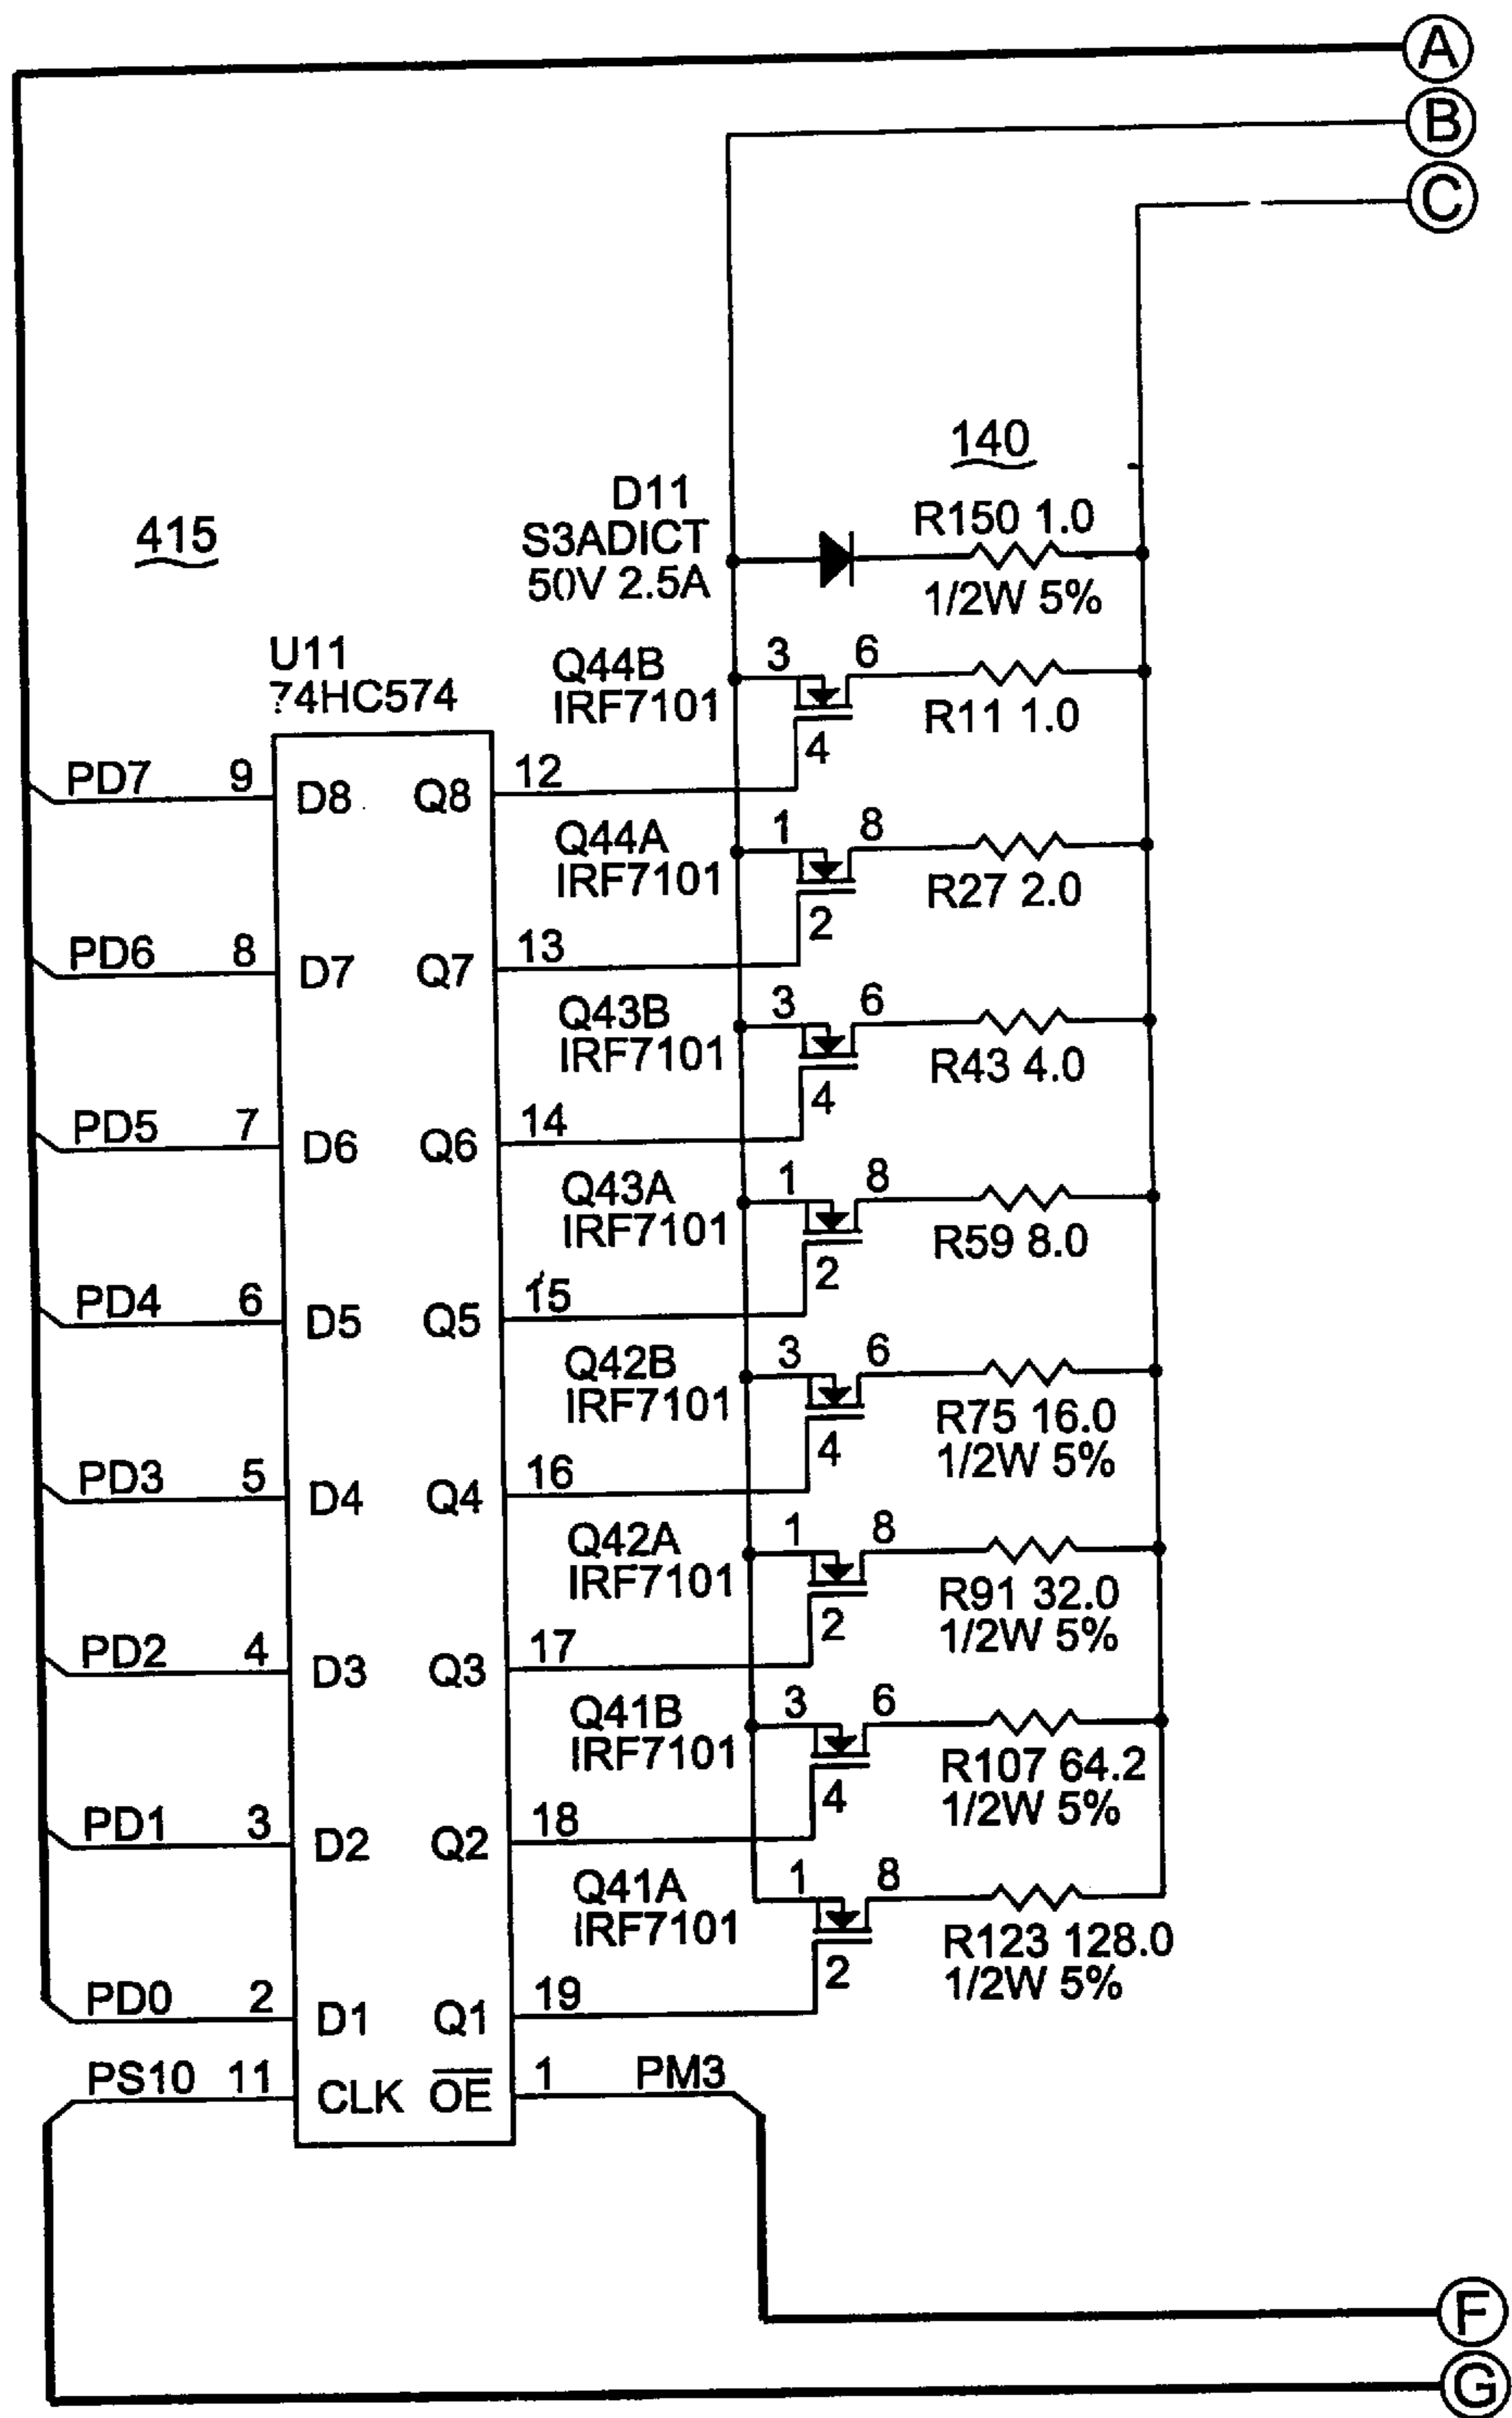 A
B
C
140
D11
S3ADICT
50V 2.5A
R150 1.0
1/2W 5%
415
U11
74HC574
Q44B
IRF7101
3
6
4
R11 1.0
PD7
9
D8
Q8
12
Q44A
IRF7101
1
8
2
R27 2.0
PD6
8
D7
Q7
13
Q43B
IRF7101
3
6
4
R43 4.0
PD5
7
D6
Q6
14
Q43A
IRF7101
1
8
2
R59 8.0
PD4
6
D5
Q5
15
Q42B
IRF7101
3
6
4
R75 16.0
1/2W 5%
PD3
5
D4
Q4
16
Q42A
IRF7101
1
8
2
R91 32.0
1/2W 5%
PD2
4
D3
Q3
17
Q41B
IRF7101
3
6
4
R107 64.2
1/2W 5%
PD1
3
D2
Q2
18
Q41A
IRF7101
1
8
2
R123 128.0
1/2W 5%
PD0
2
D1
Q1
19
PS10
11
CLK
OE
1
PM3
F
G